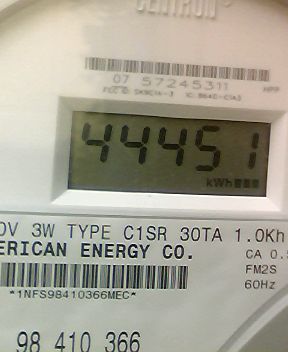 CENTRON
07 57245311
44451
kWh
0V 3W TYPE C1SR 30TA 1.0Kh
ERICAN ENERGY CO. CA 0.
FM2S
*1NFS98410366MEC* 60Hz
98 410 366